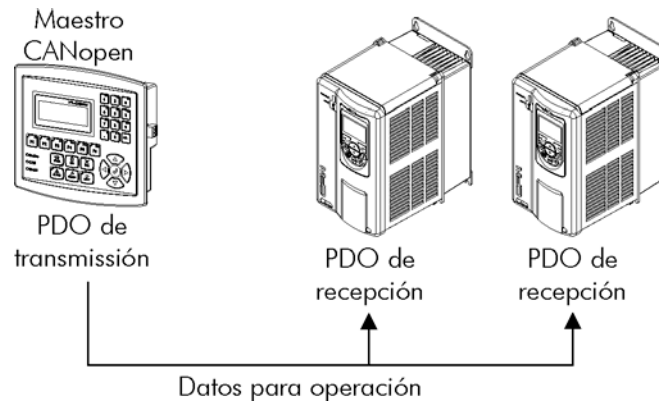 Maestro
CANopen
PDO de
transmissión
PDO de
recepción
PDO de
recepción
Datos para operación